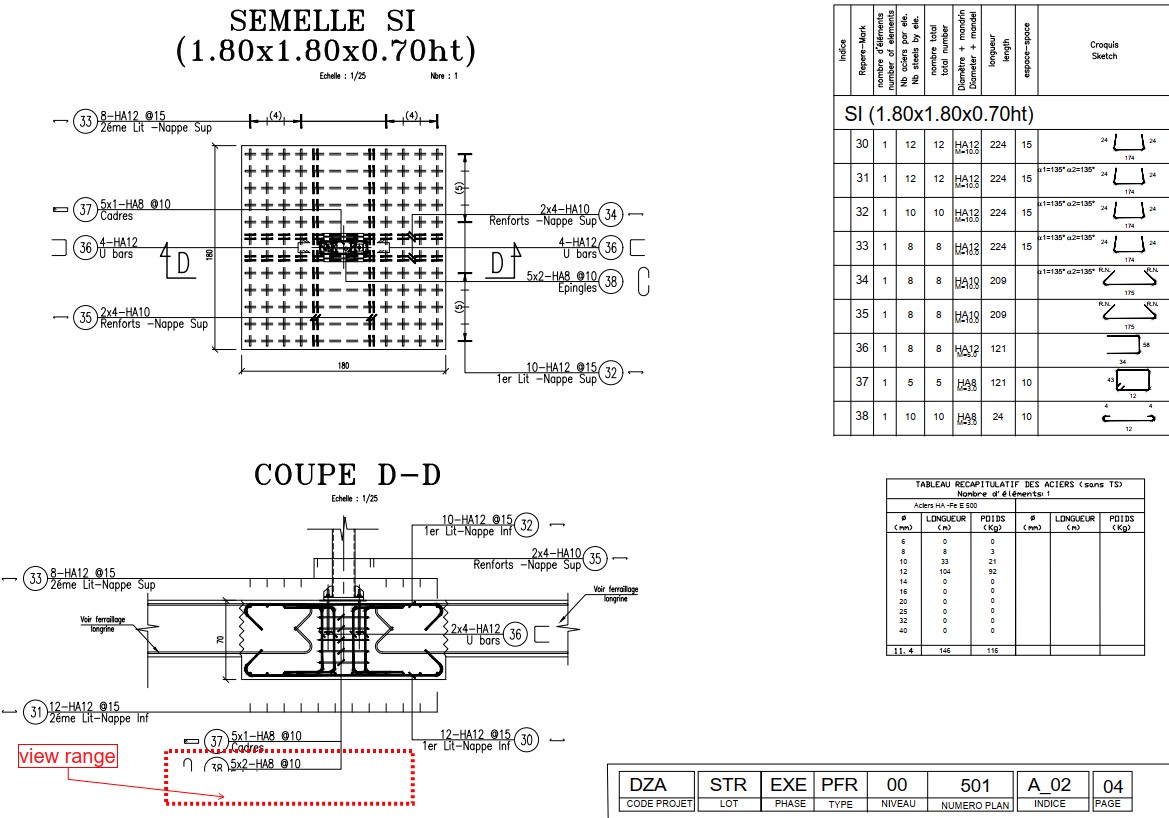 SEMELLE SI
(1.80x1.80x0.70ht)
Echelle : 1/25 Nbre : 1
33 8-HA12 @15
2éme Lit -Nappe Sup
(4) (4)
37 5x1-HA8 @10
Cadres
36 4-HA12
U bars
35 2x4-HA10
Renforts -Nappe Sup
180
D D
(5)
(5)
2x4-HA10 34
Renforts -Nappe Sup
4-HA12 36
U bars
5x2-HA8 @10 38
Epingles
10-HA12 @15 32
1er Lit -Nappe Sup
180
COUPE D-D
Echelle : 1/25
10-HA12 @15 32
1er Lit-Nappe Inf
2x4-HA10 35
Renforts -Nappe Sup
33 8-HA12 @15
2éme Lit-Nappe Sup
Voir ferraillage
longrine
Voir ferraillage
longrine
70
2x4-HA12 36
U bars
31 12-HA12 @15
2éme Lit-Nappe Inf
12-HA12 @15 30
1er Lit-Nappe Inf
37 5x1-HA8 @10
Cadres
38 5x2-HA8 @10
view range
Indice
Repere-Mark
nombre d'éléments
number of elements
Nb aciers par ele.
Nb steels by ele.
nombre total
total number
Diamètre + mandrin
Diameter + mandel
longueur
length
espace-space
Croquis
Sketch
SI (1.80x1.80x0.70ht)
30 1 12 12 HA12 M=10.0 224 15 24 24 174
31 1 12 12 HA12 M=10.0 224 15 α1=135° α2=135° 24 24 174
32 1 10 10 HA12 M=10.0 224 15 α1=135° α2=135° 24 24 174
33 1 8 8 HA12 M=10.0 224 15 α1=135° α2=135° 24 24 174
34 1 8 8 HA10 M=10.0 209 α1=135° α2=135° R.N. R.N. 175
35 1 8 8 HA10 M=10.0 209 R.N. R.N. 175
36 1 8 8 HA12 M=5.0 121 58 34
37 1 5 5 HA8 M=3.0 121 10 43 12
38 1 10 10 HA8 M=3.0 24 10 4 4 12
TABLEAU RECAPITULATIF DES ACIERS (sans TS)
Nombre d'éléments: 1
Aciers HA -Fe E 500
ø LONGUEUR POIDS ø LONGUEUR POIDS
(mm) (m) (Kg) (mm) (m) (Kg)
6 0 0
8 8 3
10 33 21
12 104 92
14 0 0
16 0 0
20 0 0
25 0 0
32 0 0
40 0 0
11.4 146 116
DZA STR EXE PFR 00 501 A_02 04
CODE PROJET LOT PHASE TYPE NIVEAU NUMERO PLAN INDICE PAGE